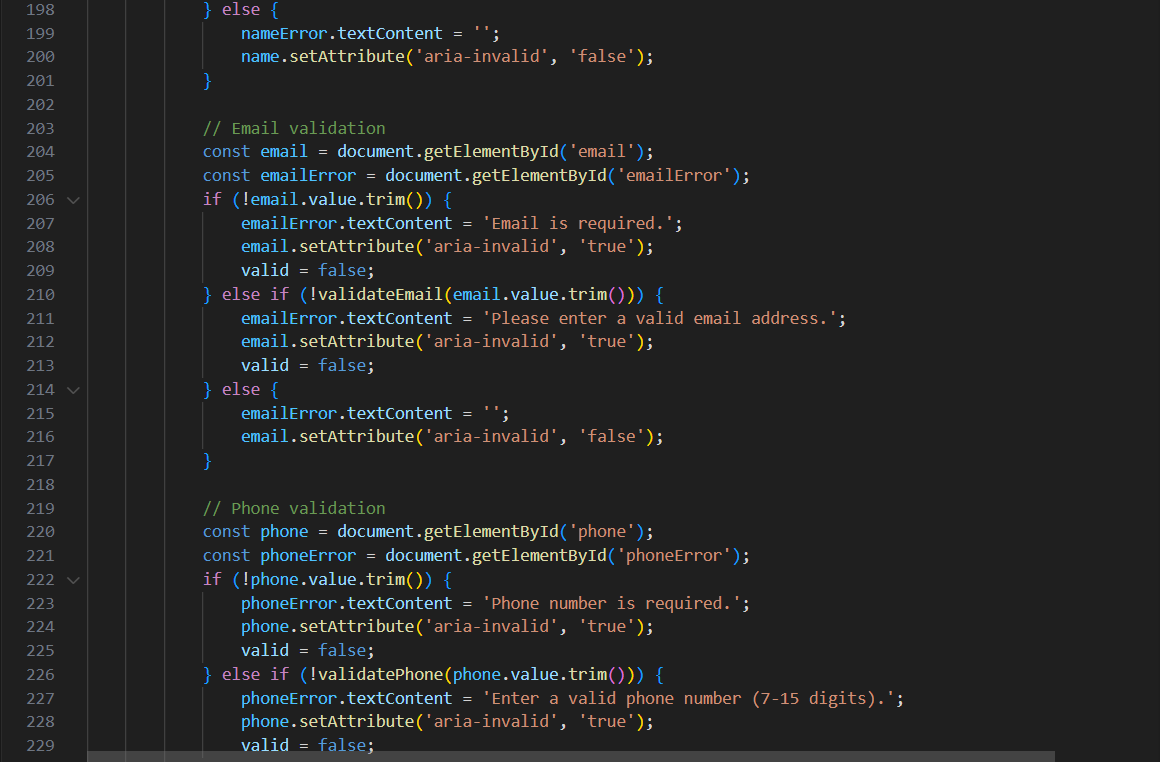 198 } else {
199 nameError.textContent = '';
200 name.setAttribute('aria-invalid', 'false');
201 }
202
203 // Email validation
204 const email = document.getElementById('email');
205 const emailError = document.getElementById('emailError');
206 if (!email.value.trim()) {
207 emailError.textContent = 'Email is required.';
208 email.setAttribute('aria-invalid', 'true');
209 valid = false;
210 } else if (!validateEmail(email.value.trim())) {
211 emailError.textContent = 'Please enter a valid email address.';
212 email.setAttribute('aria-invalid', 'true');
213 valid = false;
214 } else {
215 emailError.textContent = '';
216 email.setAttribute('aria-invalid', 'false');
217 }
218
219 // Phone validation
220 const phone = document.getElementById('phone');
221 const phoneError = document.getElementById('phoneError');
222 if (!phone.value.trim()) {
223 phoneError.textContent = 'Phone number is required.';
224 phone.setAttribute('aria-invalid', 'true');
225 valid = false;
226 } else if (!validatePhone(phone.value.trim())) {
227 phoneError.textContent = 'Enter a valid phone number (7-15 digits).';
228 phone.setAttribute('aria-invalid', 'true');
229 valid = false;